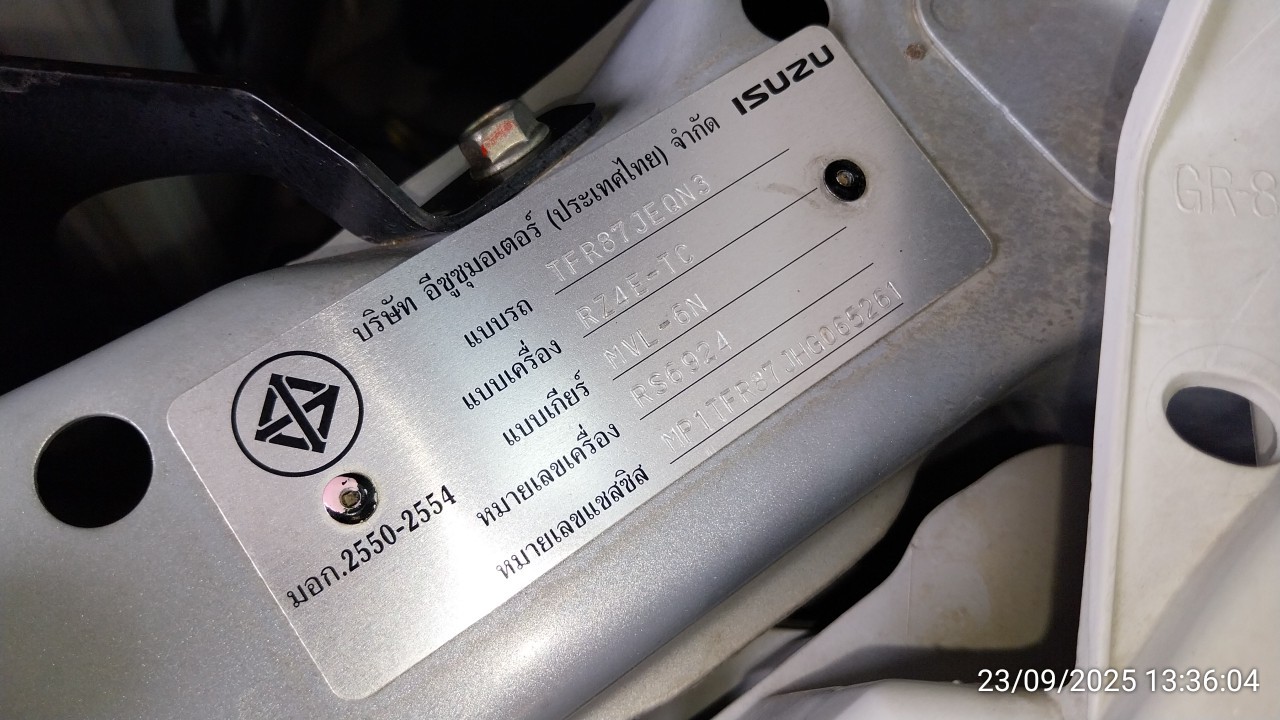 ISUZU
บริษัท อีซูซุมอเตอร์ (ประเทศไทย) จำกัด
แบบรถ TFR87JEQN3
แบบเครื่อง RZ4E-TC
แบบเกียร์ MVL-6N
หมายเลขเครื่อง RS6924
หมายเลขแชสซิส MP1TFR87JHG065261
มอก.2550-2554
GR-8
23/09/2025 13:36:04